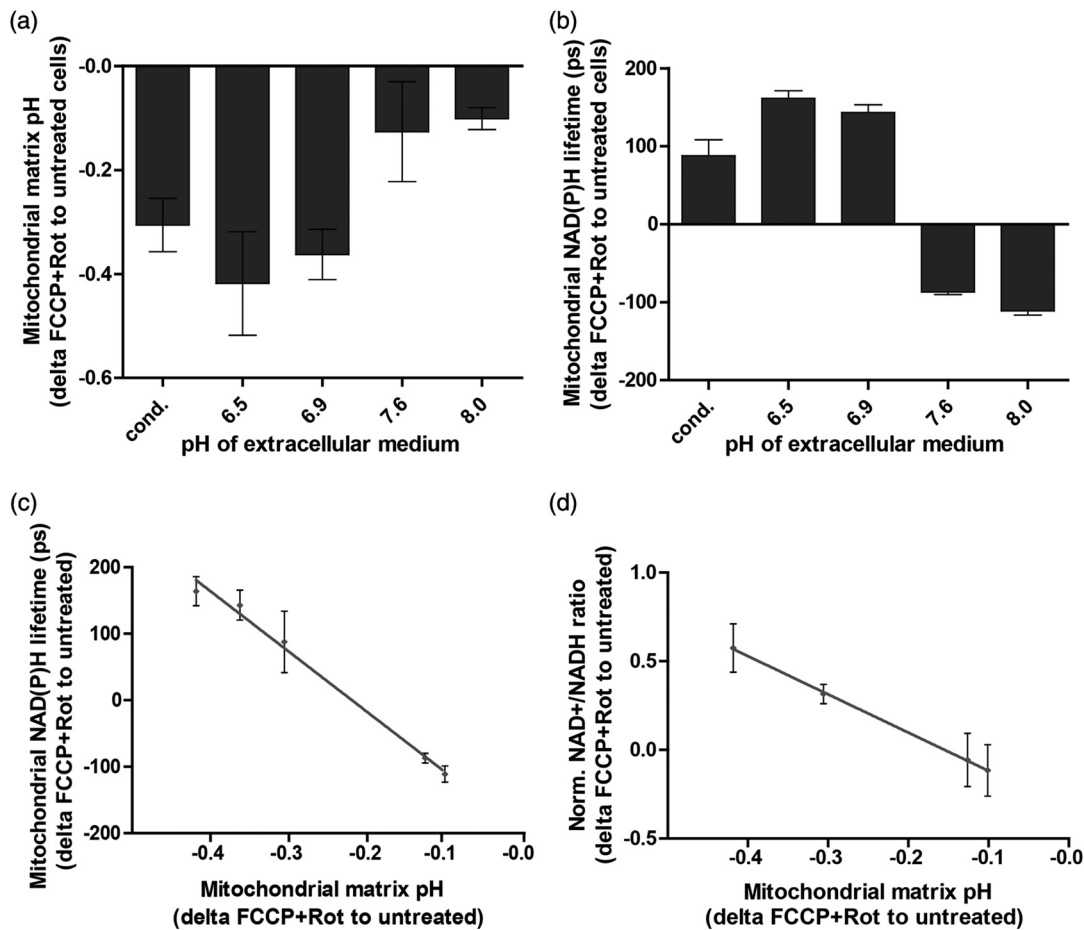 (a)
Mitochondrial matrix pH
(delta FCCP+Rot to untreated cells)
-0.0
-0.2
-0.4
-0.6
cond.
6.5
6.9
7.6
8.0
pH of extracellular medium
(b)
Mitochondrial NAD(P)H lifetime (ps)
(delta FCCP+Rot to untreated cells)
200
100
0
-100
-200
cond.
6.5
6.9
7.6
8.0
pH of extracellular medium
(c)
Mitochondrial NAD(P)H lifetime (ps)
(delta FCCP+Rot to untreated)
200
100
0
-100
-200
-0.4
-0.3
-0.2
-0.1
-0.0
Mitochondrial matrix pH
(delta FCCP+Rot to untreated)
(d)
Norm. NAD+/NADH ratio
(delta FCCP+Rot to untreated)
1.0
0.5
0.0
-0.5
-0.4
-0.3
-0.2
-0.1
-0.0
Mitochondrial matrix pH
(delta FCCP+Rot to untreated)